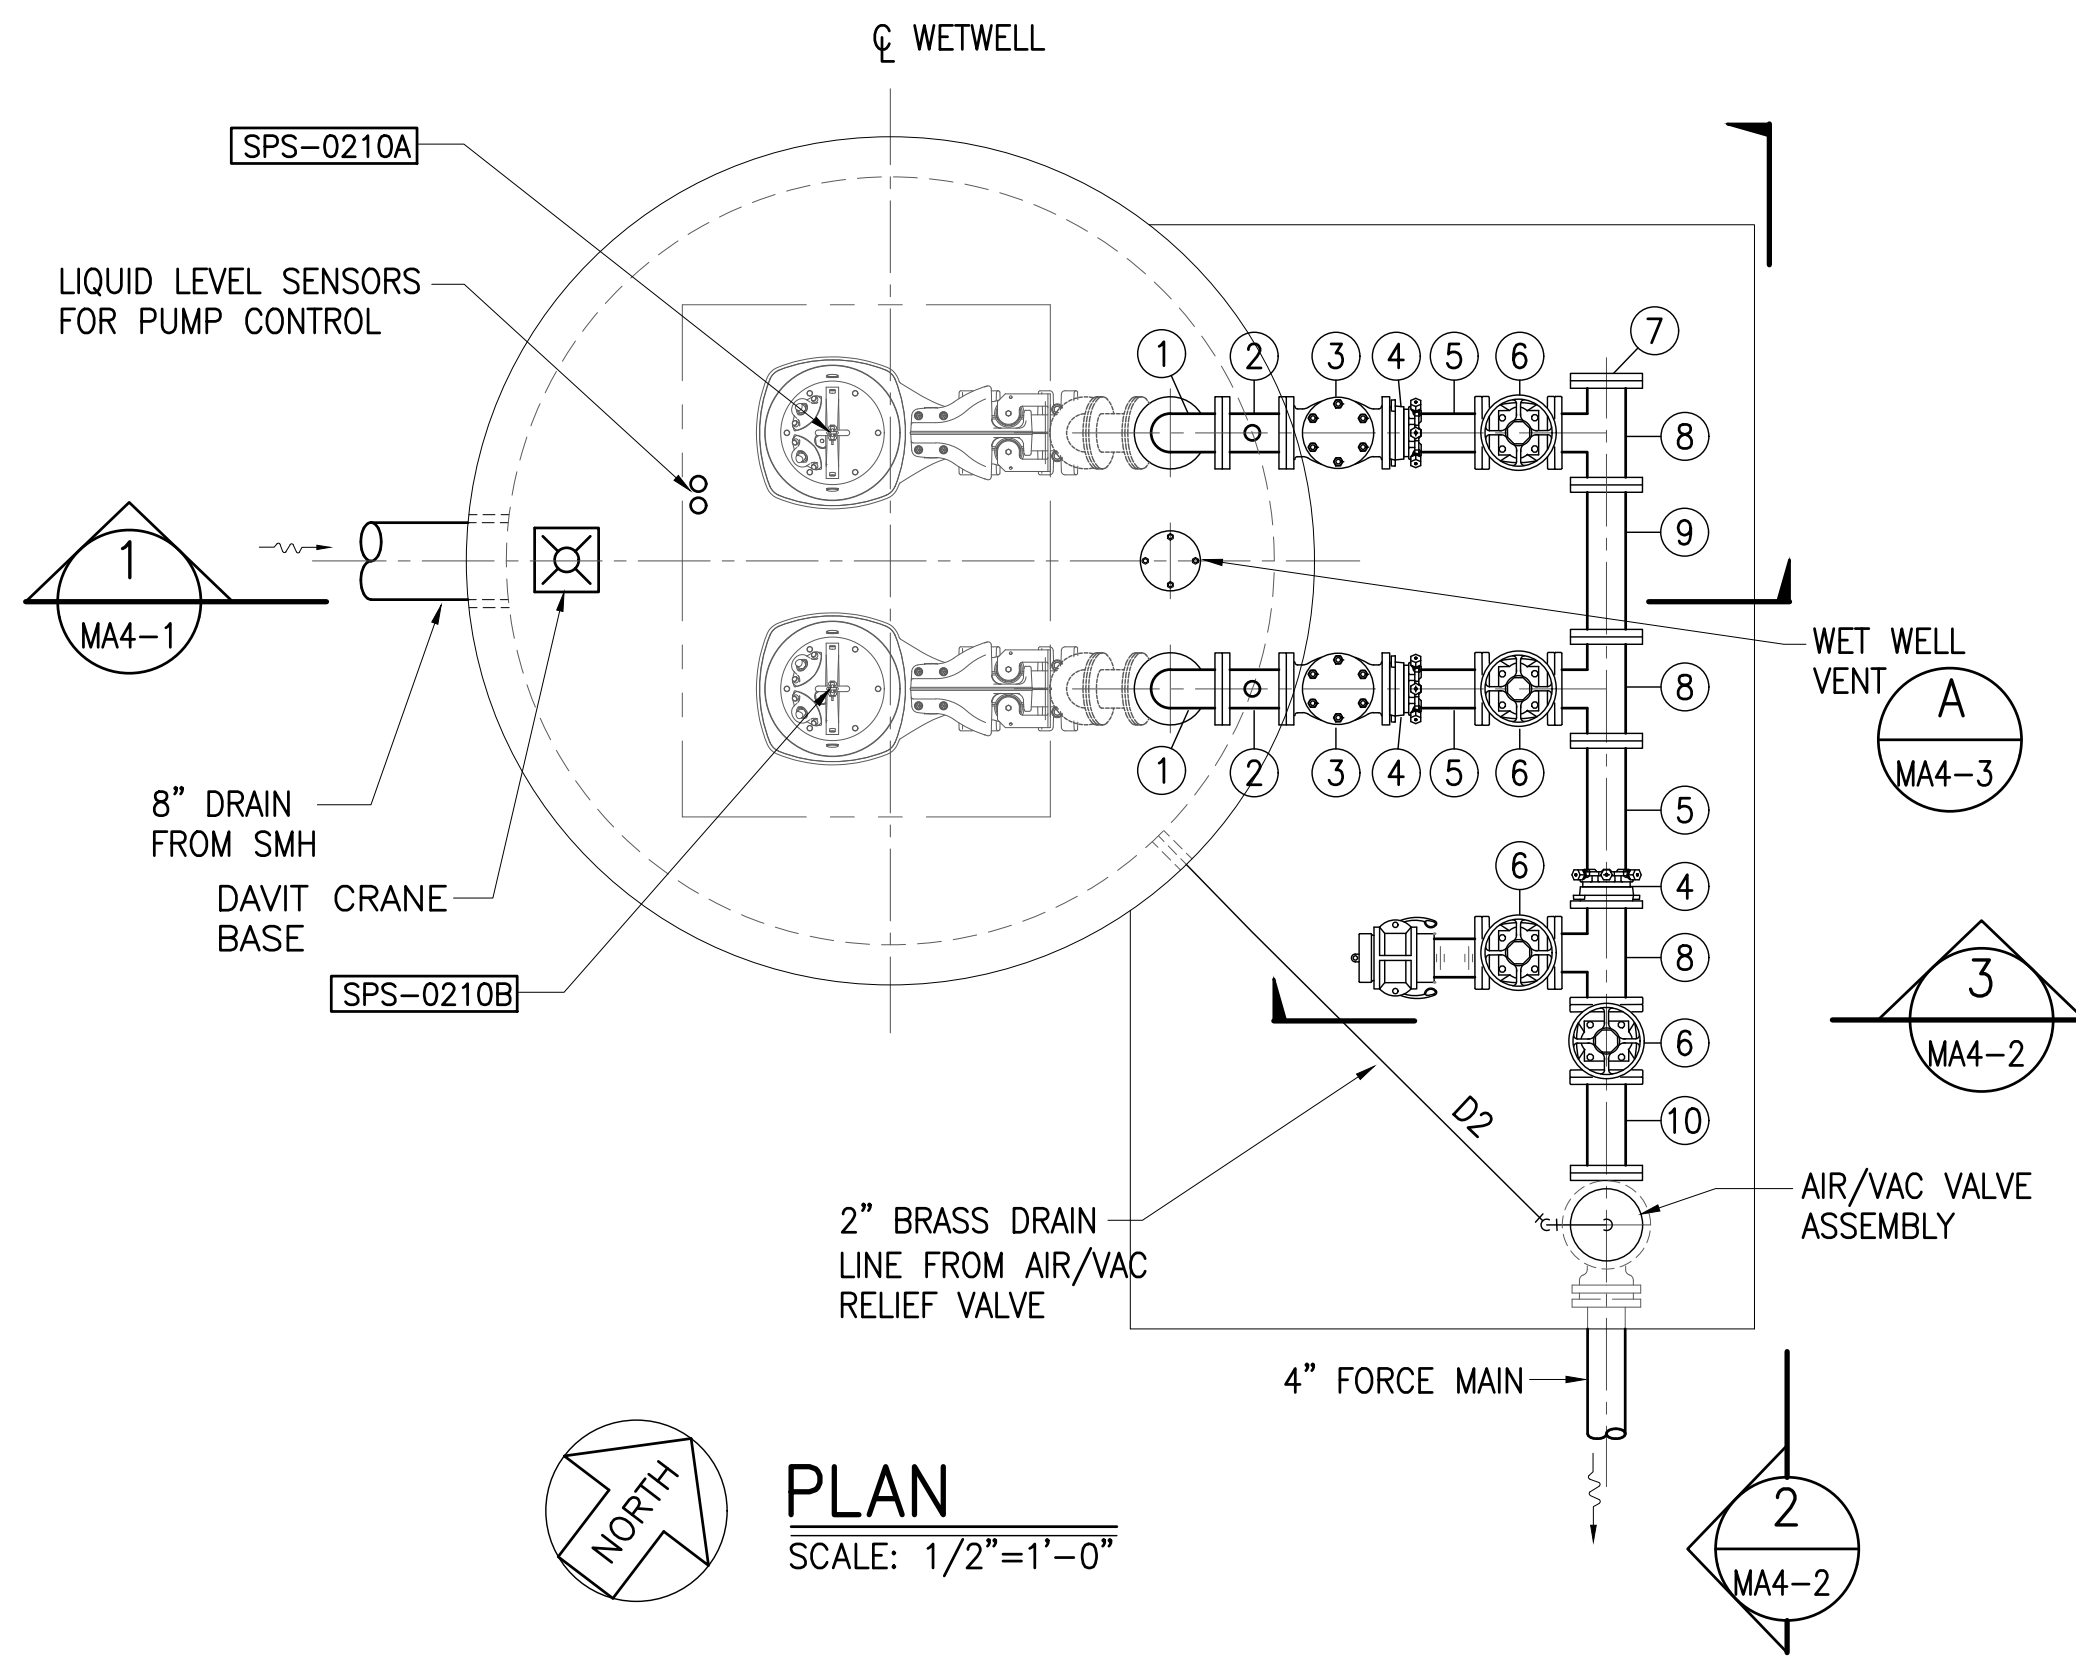 ℄ WETWELL
SPS-0210A
LIQUID LEVEL SENSORS
FOR PUMP CONTROL
7
1
2
3
4
5
6
8
9
1
MA4-1
WET WELL
VENT
8
A
MA4-3
1
2
3
4
5
6
8" DRAIN
FROM SMH
5
6
4
DAVIT CRANE
BASE
8
3
MA4-2
SPS-0210B
6
D2
10
2" BRASS DRAIN
LINE FROM AIR/VAC
RELIEF VALVE
AIR/VAC VALVE
ASSEMBLY
4" FORCE MAIN
NORTH
PLAN
SCALE: 1/2"=1'-0"
2
MA4-2